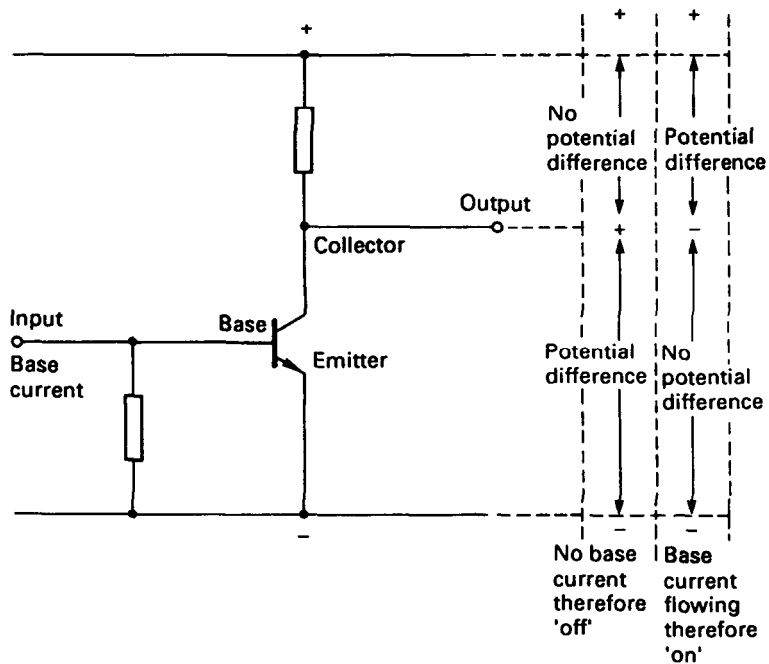 +
+
+
No
potential
difference
Potential
difference
Output
+
–
Collector
Input
Base
Base
current
Emitter
Potential
difference
No
potential
difference
–
–
–
No base
current
therefore
'off'
Base
current
flowing
therefore
'on'